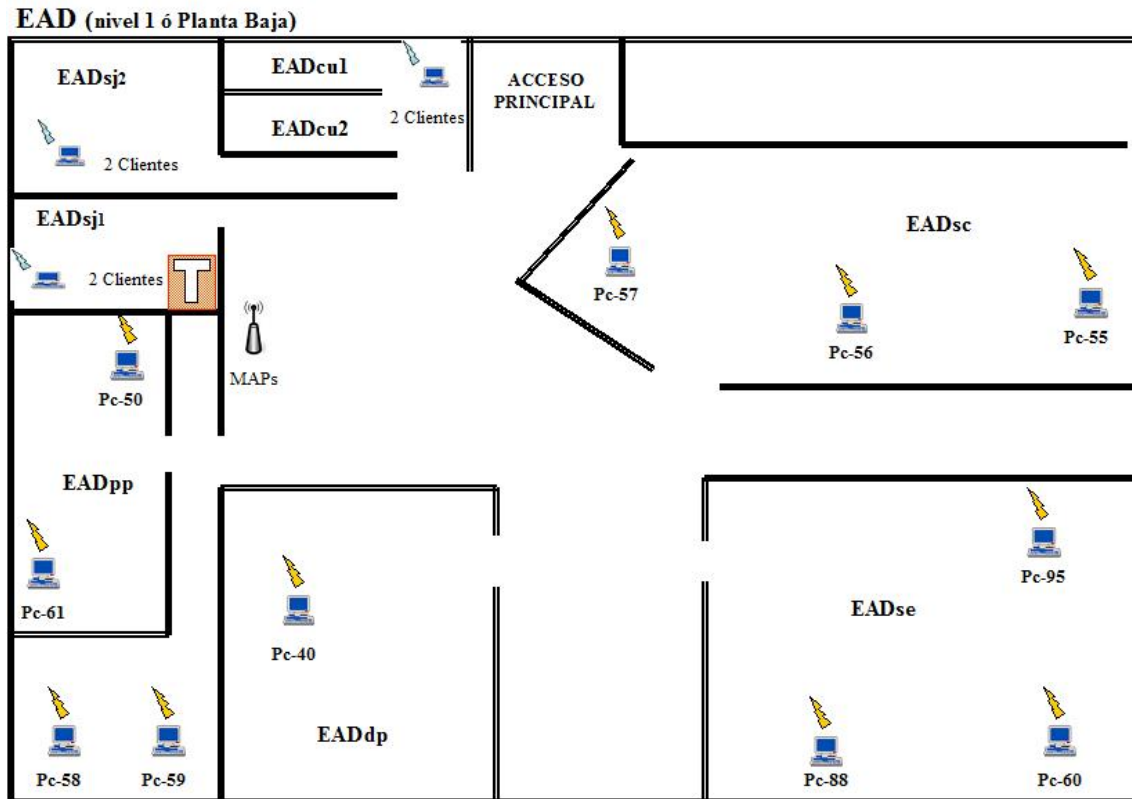 EAD (nivel 1 ó Planta Baja)
EADsj2
2 Clientes
EADcu1
EADcu2
2 Clientes
ACCESO
PRINCIPAL
EADsj1
2 Clientes
T
MAPs
Pc-57
EADsc
Pc-56
Pc-55
Pc-50
EADpp
Pc-61
Pc-58
Pc-59
Pc-40
EADdp
Pc-95
EADse
Pc-88
Pc-60